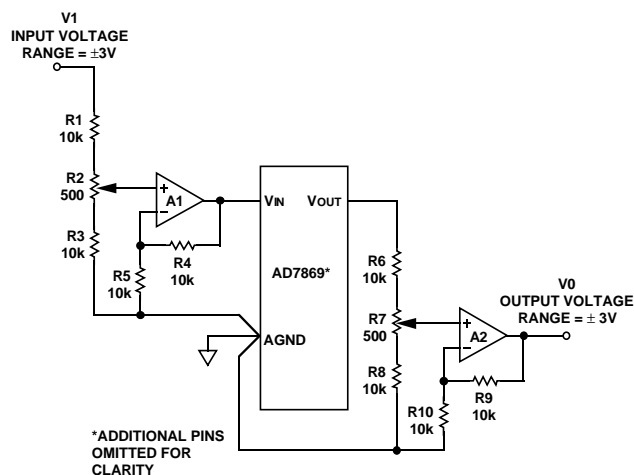 V1
INPUT VOLTAGE
RANGE = ±3V
R1
10k
R2
500
R3
10k
A1
+
–
R4
10k
R5
10k
VIN
VOUT
AD7869*
AGND
R6
10k
R7
500
R8
10k
V0
OUTPUT VOLTAGE
RANGE = ± 3V
A2
+
–
R9
10k
R10
10k
*ADDITIONAL PINS
OMITTED FOR
CLARITY